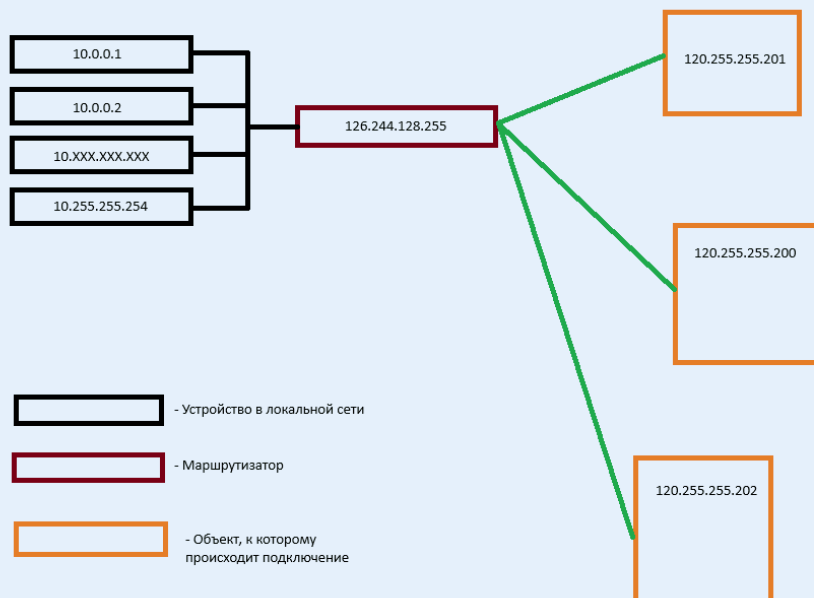 10.0.0.1
10.0.0.2
10.XXX.XXX.XXX
10.255.255.254
126.244.128.255
120.255.255.201
120.255.255.200
120.255.255.202
- Устройство в локальной сети
- Маршрутизатор
- Объект, к которому
происходит подключение